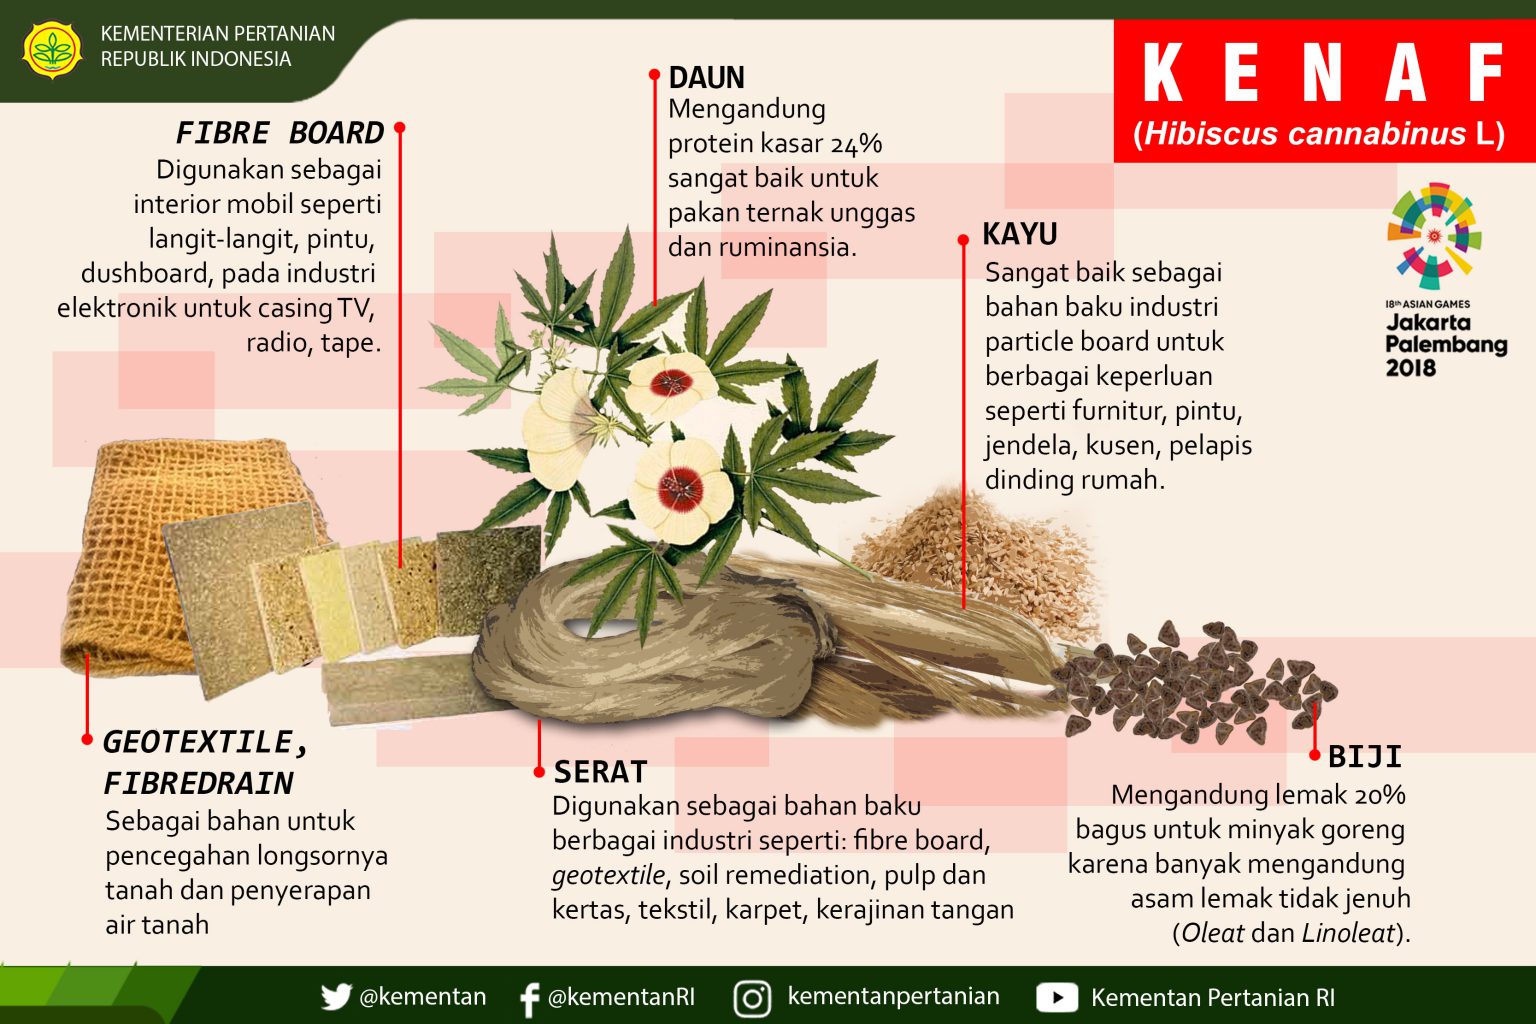 KEMENTERIAN PERTANIAN
REPUBLIK INDONESIA
KENAF
(Hibiscus cannabinus L)
18th ASIAN GAMES
Jakarta
Palembang
2018
FIBRE BOARD
Digunakan sebagai
interior mobil seperti
langit-langit, pintu,
dushboard, pada industri
elektronik untuk casing TV,
radio, tape.
DAUN
Mengandung
protein kasar 24%
sangat baik untuk
pakan ternak unggas
dan ruminansia.
KAYU
Sangat baik sebagai
bahan baku industri
particle board untuk
berbagai keperluan
seperti furnitur, pintu,
jendela, kusen, pelapis
dinding rumah.
GEOTEXTILE,
FIBREDRAIN
Sebagai bahan untuk
pencegahan longsornya
tanah dan penyerapan
air tanah
SERAT
Digunakan sebagai bahan baku
berbagai industri seperti: fibre board,
geotextile, soil remediation, pulp dan
kertas, tekstil, karpet, kerajinan tangan
BIJI
Mengandung lemak 20%
bagus untuk minyak goreng
karena banyak mengandung
asam lemak tidak jenuh
(Oleat dan Linoleat).
@kementan
@kementanRI
kementanpertanian
Kementan Pertanian RI